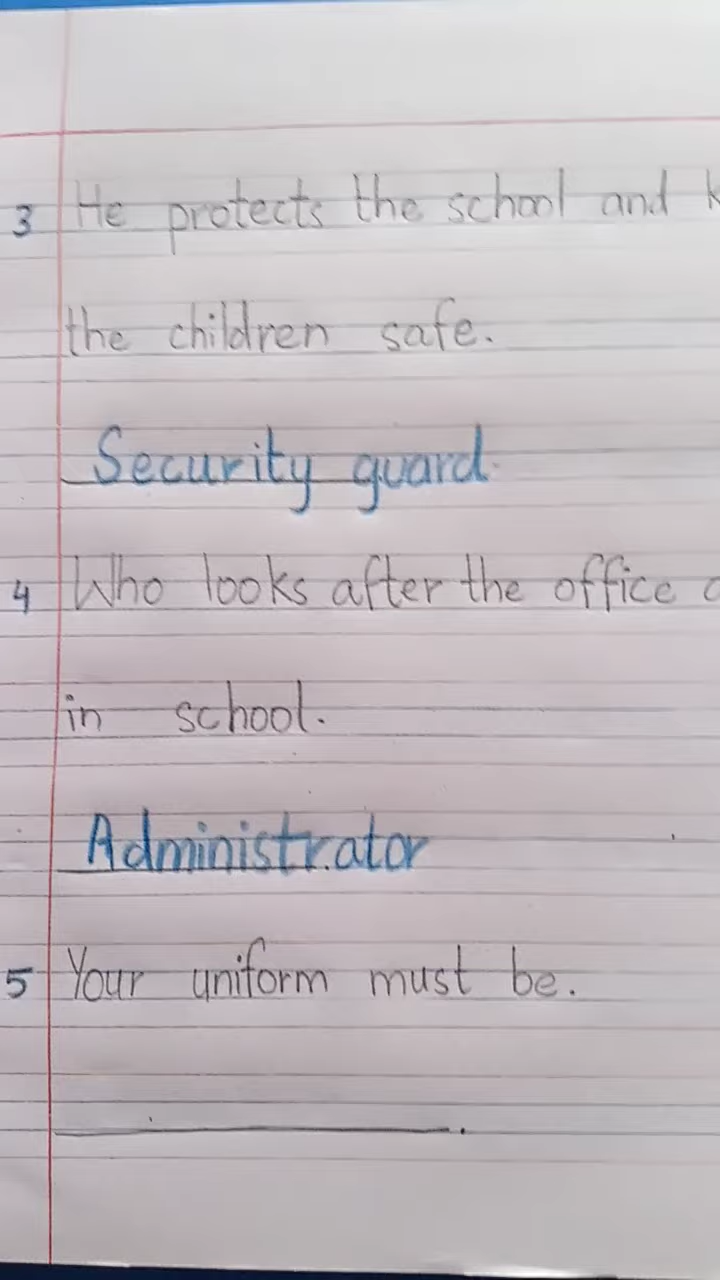 3 He protects the school and
the children safe.
Security guard.
4 Who looks after the office
in school.
Administrator
5 Your uniform must be.